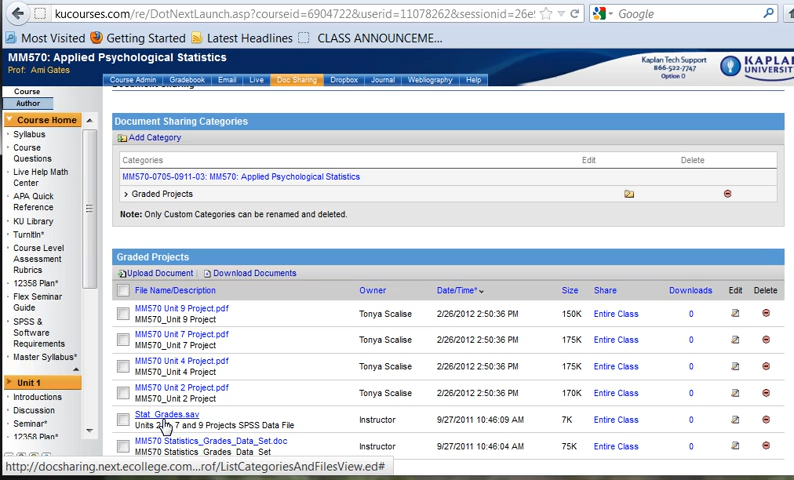 kucourses.com/re/DotNextLaunch.asp?courseid=6904722&userid=11078262&sessionid=26e
Google
Most Visited Getting Started Latest Headlines CLASS ANNOUNCEME...
MM570: Applied Psychological Statistics
Prof: Ami Gates
Kaplan Tech Support
866-522-7747
Option 0
KAPLAN
UNIVERSITY
Course Admin Gradebook Email Live Doc Sharing Dropbox Journal Webliography Help
Course
Author
Course Home
Syllabus
Course
Questions
Live Help Math
Center
APA Quick
Reference
KU Library
TurnItIn*
Course Level
Assessment
Rubrics
12358 Plan*
Flex Seminar
Guide
SPSS &
Software
Requirements
Master Syllabus*
Unit 1
Introductions
Discussion
Seminar*
12358 Plan*
Document Sharing Categories
Add Category
Categories Edit Delete
MM570-0705-0911-03: MM570: Applied Psychological Statistics
› Graded Projects
Note: Only Custom Categories can be renamed and deleted.
Graded Projects
Upload Document | Download Documents
File Name/Description Owner Date/Time* Size Share Downloads Edit Delete
MM570 Unit 9 Project.pdf
MM570_Unit 9 Project Tonya Scalise 2/26/2012 2:50:36 PM 150K Entire Class 0
MM570 Unit 7 Project.pdf
MM570_Unit 7 Project Tonya Scalise 2/26/2012 2:50:36 PM 175K Entire Class 0
MM570 Unit 4 Project.pdf
MM570_Unit 4 Project Tonya Scalise 2/26/2012 2:50:36 PM 175K Entire Class 0
MM570 Unit 2 Project.pdf
MM570_Unit 2 Project Tonya Scalise 2/26/2012 2:50:36 PM 170K Entire Class 0
Stat_Grades.sav
Units 2, 7 and 9 Projects SPSS Data File Instructor 9/27/2011 10:46:09 AM 7K Entire Class 0
MM570 Statistics_Grades_Data_Set.doc
MM570 Statistics_Grades_Data_Set Instructor 9/27/2011 10:46:46 AM 75K Entire Class 0
http://docsharing.next.ecollege.com...rof/ListCategoriesAndFilesView.ed#